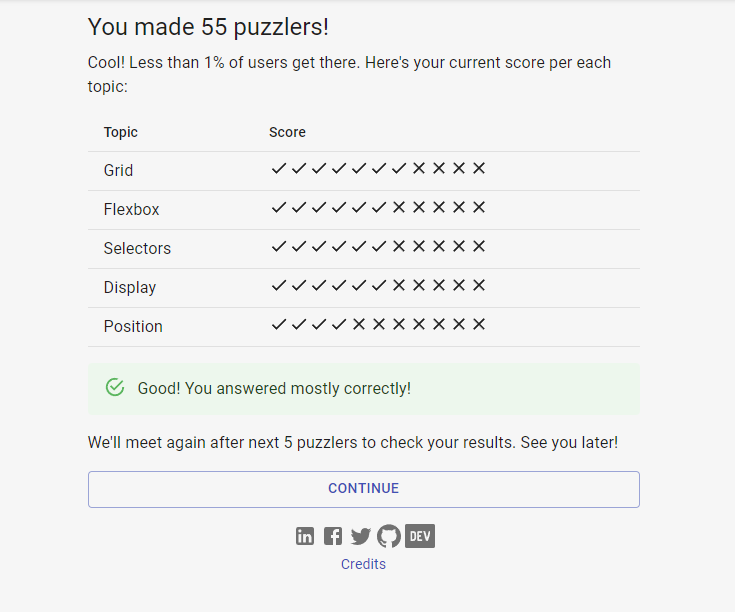 You made 55 puzzlers!
Cool! Less than 1% of users get there. Here's your current score per each
topic:
Topic Score
Grid
Flexbox
Selectors
Display
Position
Good! You answered mostly correctly!
We'll meet again after next 5 puzzlers to check your results. See you later!
CONTINUE
in f DEV
Credits